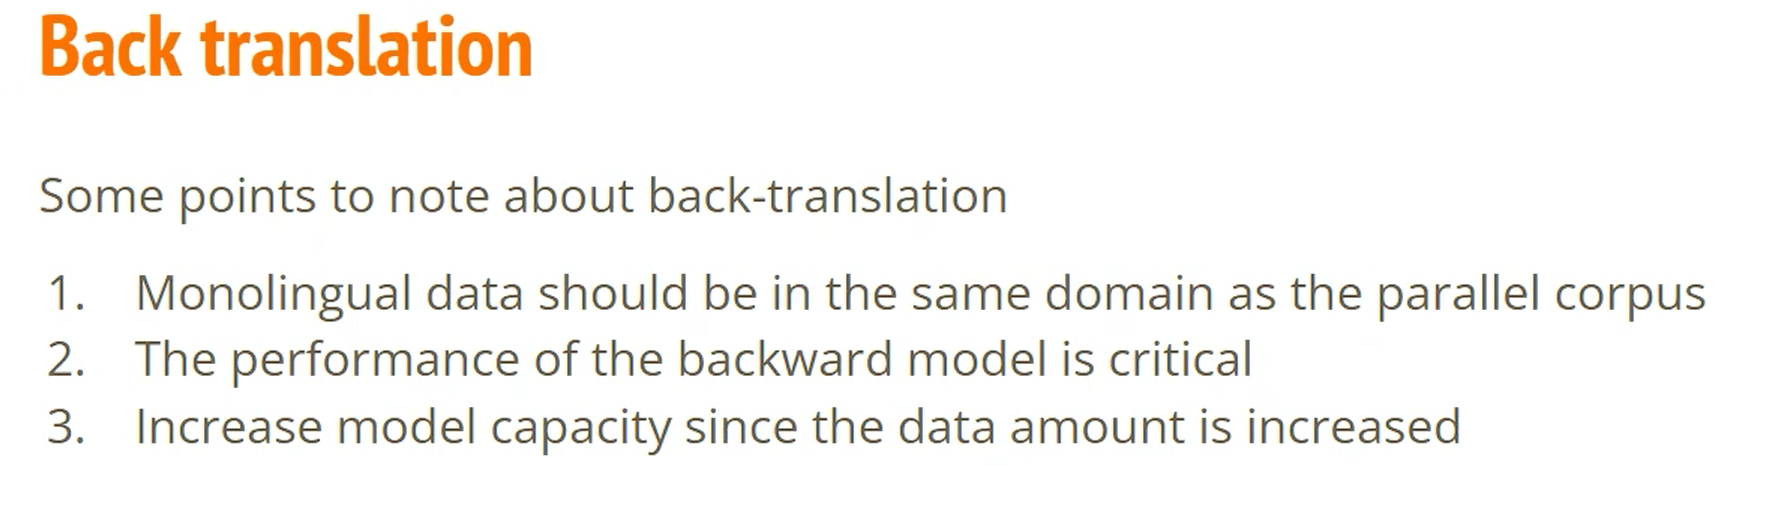 Back translation
Some points to note about back-translation
1. Monolingual data should be in the same domain as the parallel corpus
2. The performance of the backward model is critical
3. Increase model capacity since the data amount is increased